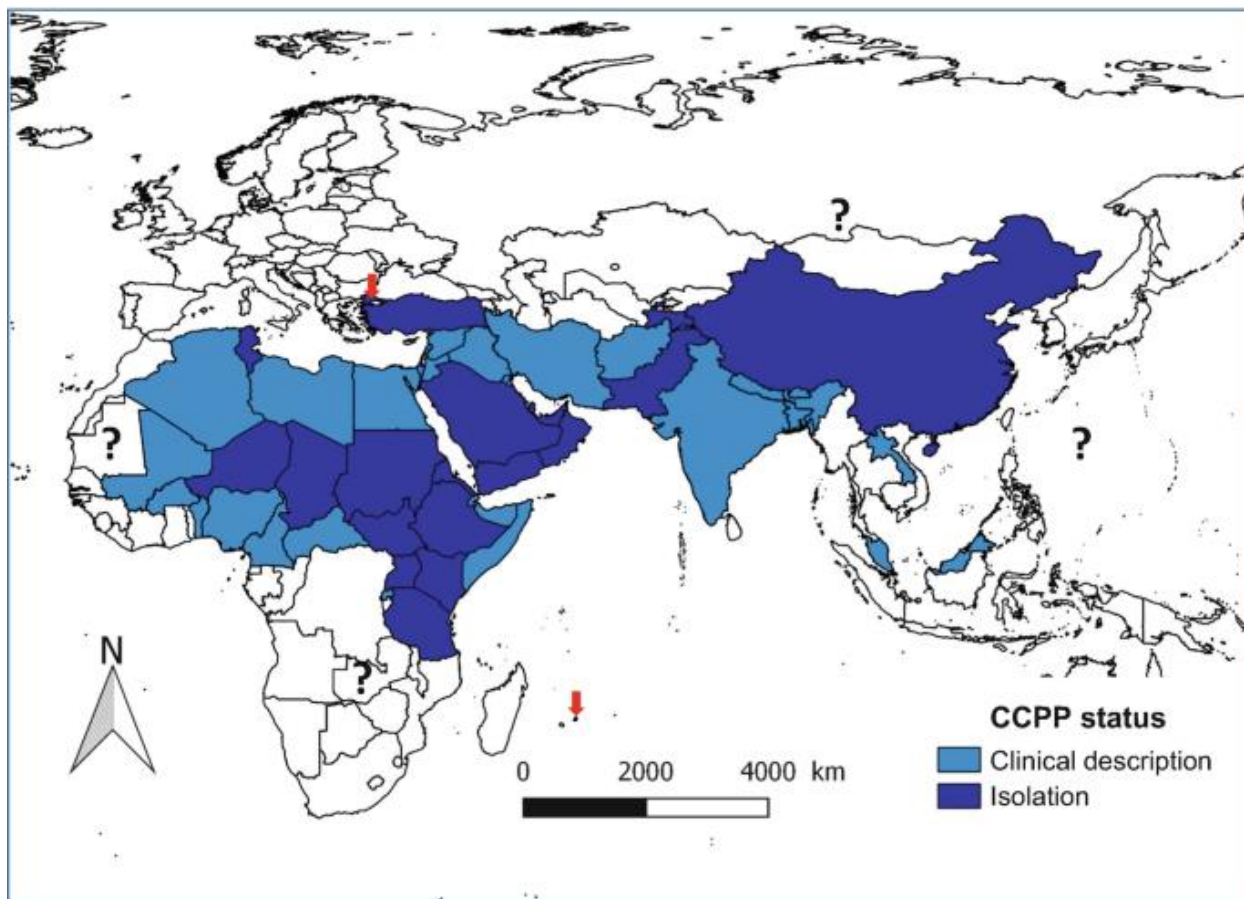 ?
?
?
?
N
CCPP status
0 2000 4000 km
Clinical description
Isolation